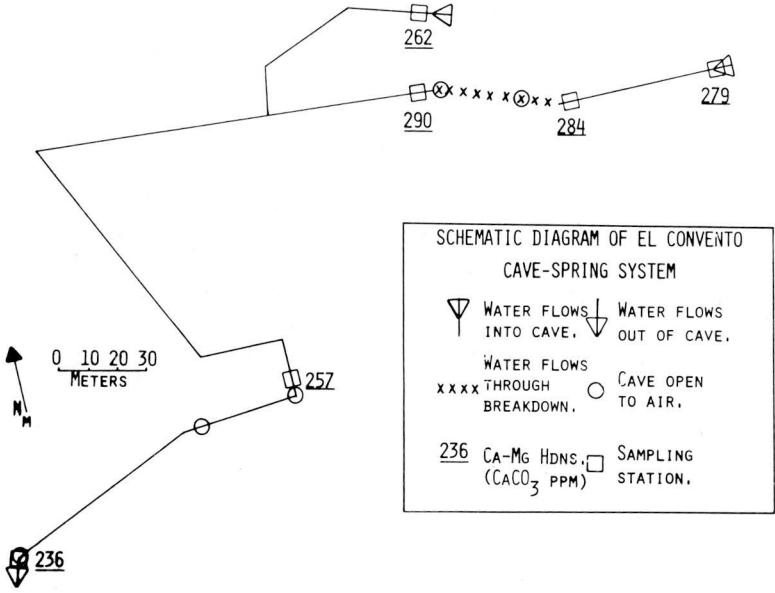 262
279
290
284
SCHEMATIC DIAGRAM OF EL CONVENTO
CAVE-SPRING SYSTEM
WATER FLOWS
INTO CAVE.
WATER FLOWS
OUT OF CAVE.
WATER FLOWS
THROUGH
BREAKDOWN.
xxxx
CAVE OPEN
TO AIR.
236
CA-MG HDNS.
(CACO3 PPM)
SAMPLING
STATION.
0 10 20 30
METERS
NM
257
236